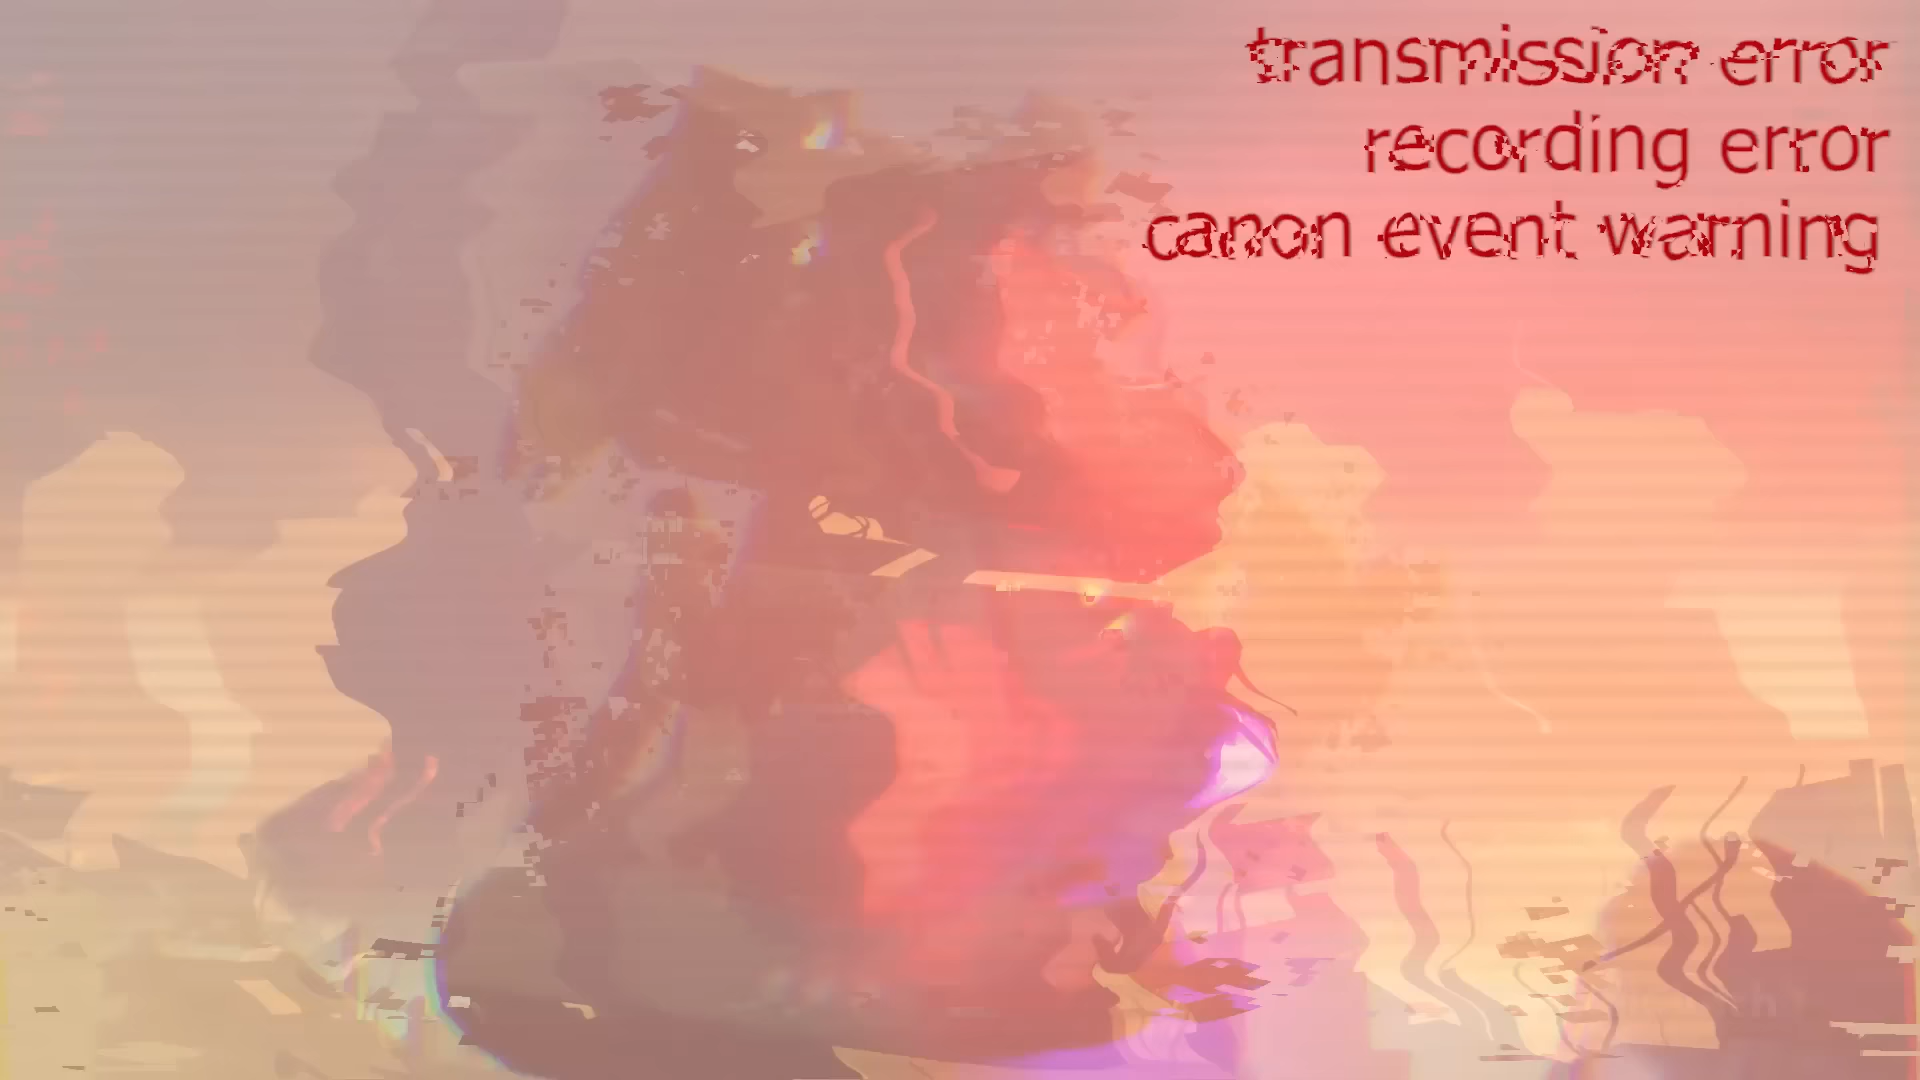 transmission error
recording error
canon event warning